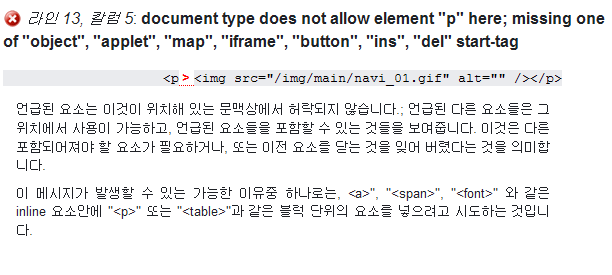 라인 13, 칼럼 5: document type does not allow element "p" here; missing one
of "object", "applet", "map", "iframe", "button", "ins", "del" start-tag
<p><img src="/img/main/navi_01.gif" alt="" /></p>
언급된 요소는 이것이 위치해 있는 문맥상에서 허락되지 않습니다.; 언급된 다른 요소들은 그
위치에서 사용이 가능하고, 언급된 요소들을 포함할 수 있는 것들을 보여줍니다. 이것은 다른
포함되어져야 할 요소가 필요하거나, 또는 이전 요소를 닫는 것을 잊어 버렸다는 것을 의미합
니다.
이 메시지가 발생할 수 있는 가능한 이유중 하나로는, <a>", "<span>", "<font>" 와 같은
inline 요소안에 "<p>" 또는 "<table>"과 같은 블럭 단위의 요소를 넣으려고 시도하는 것입니
다.